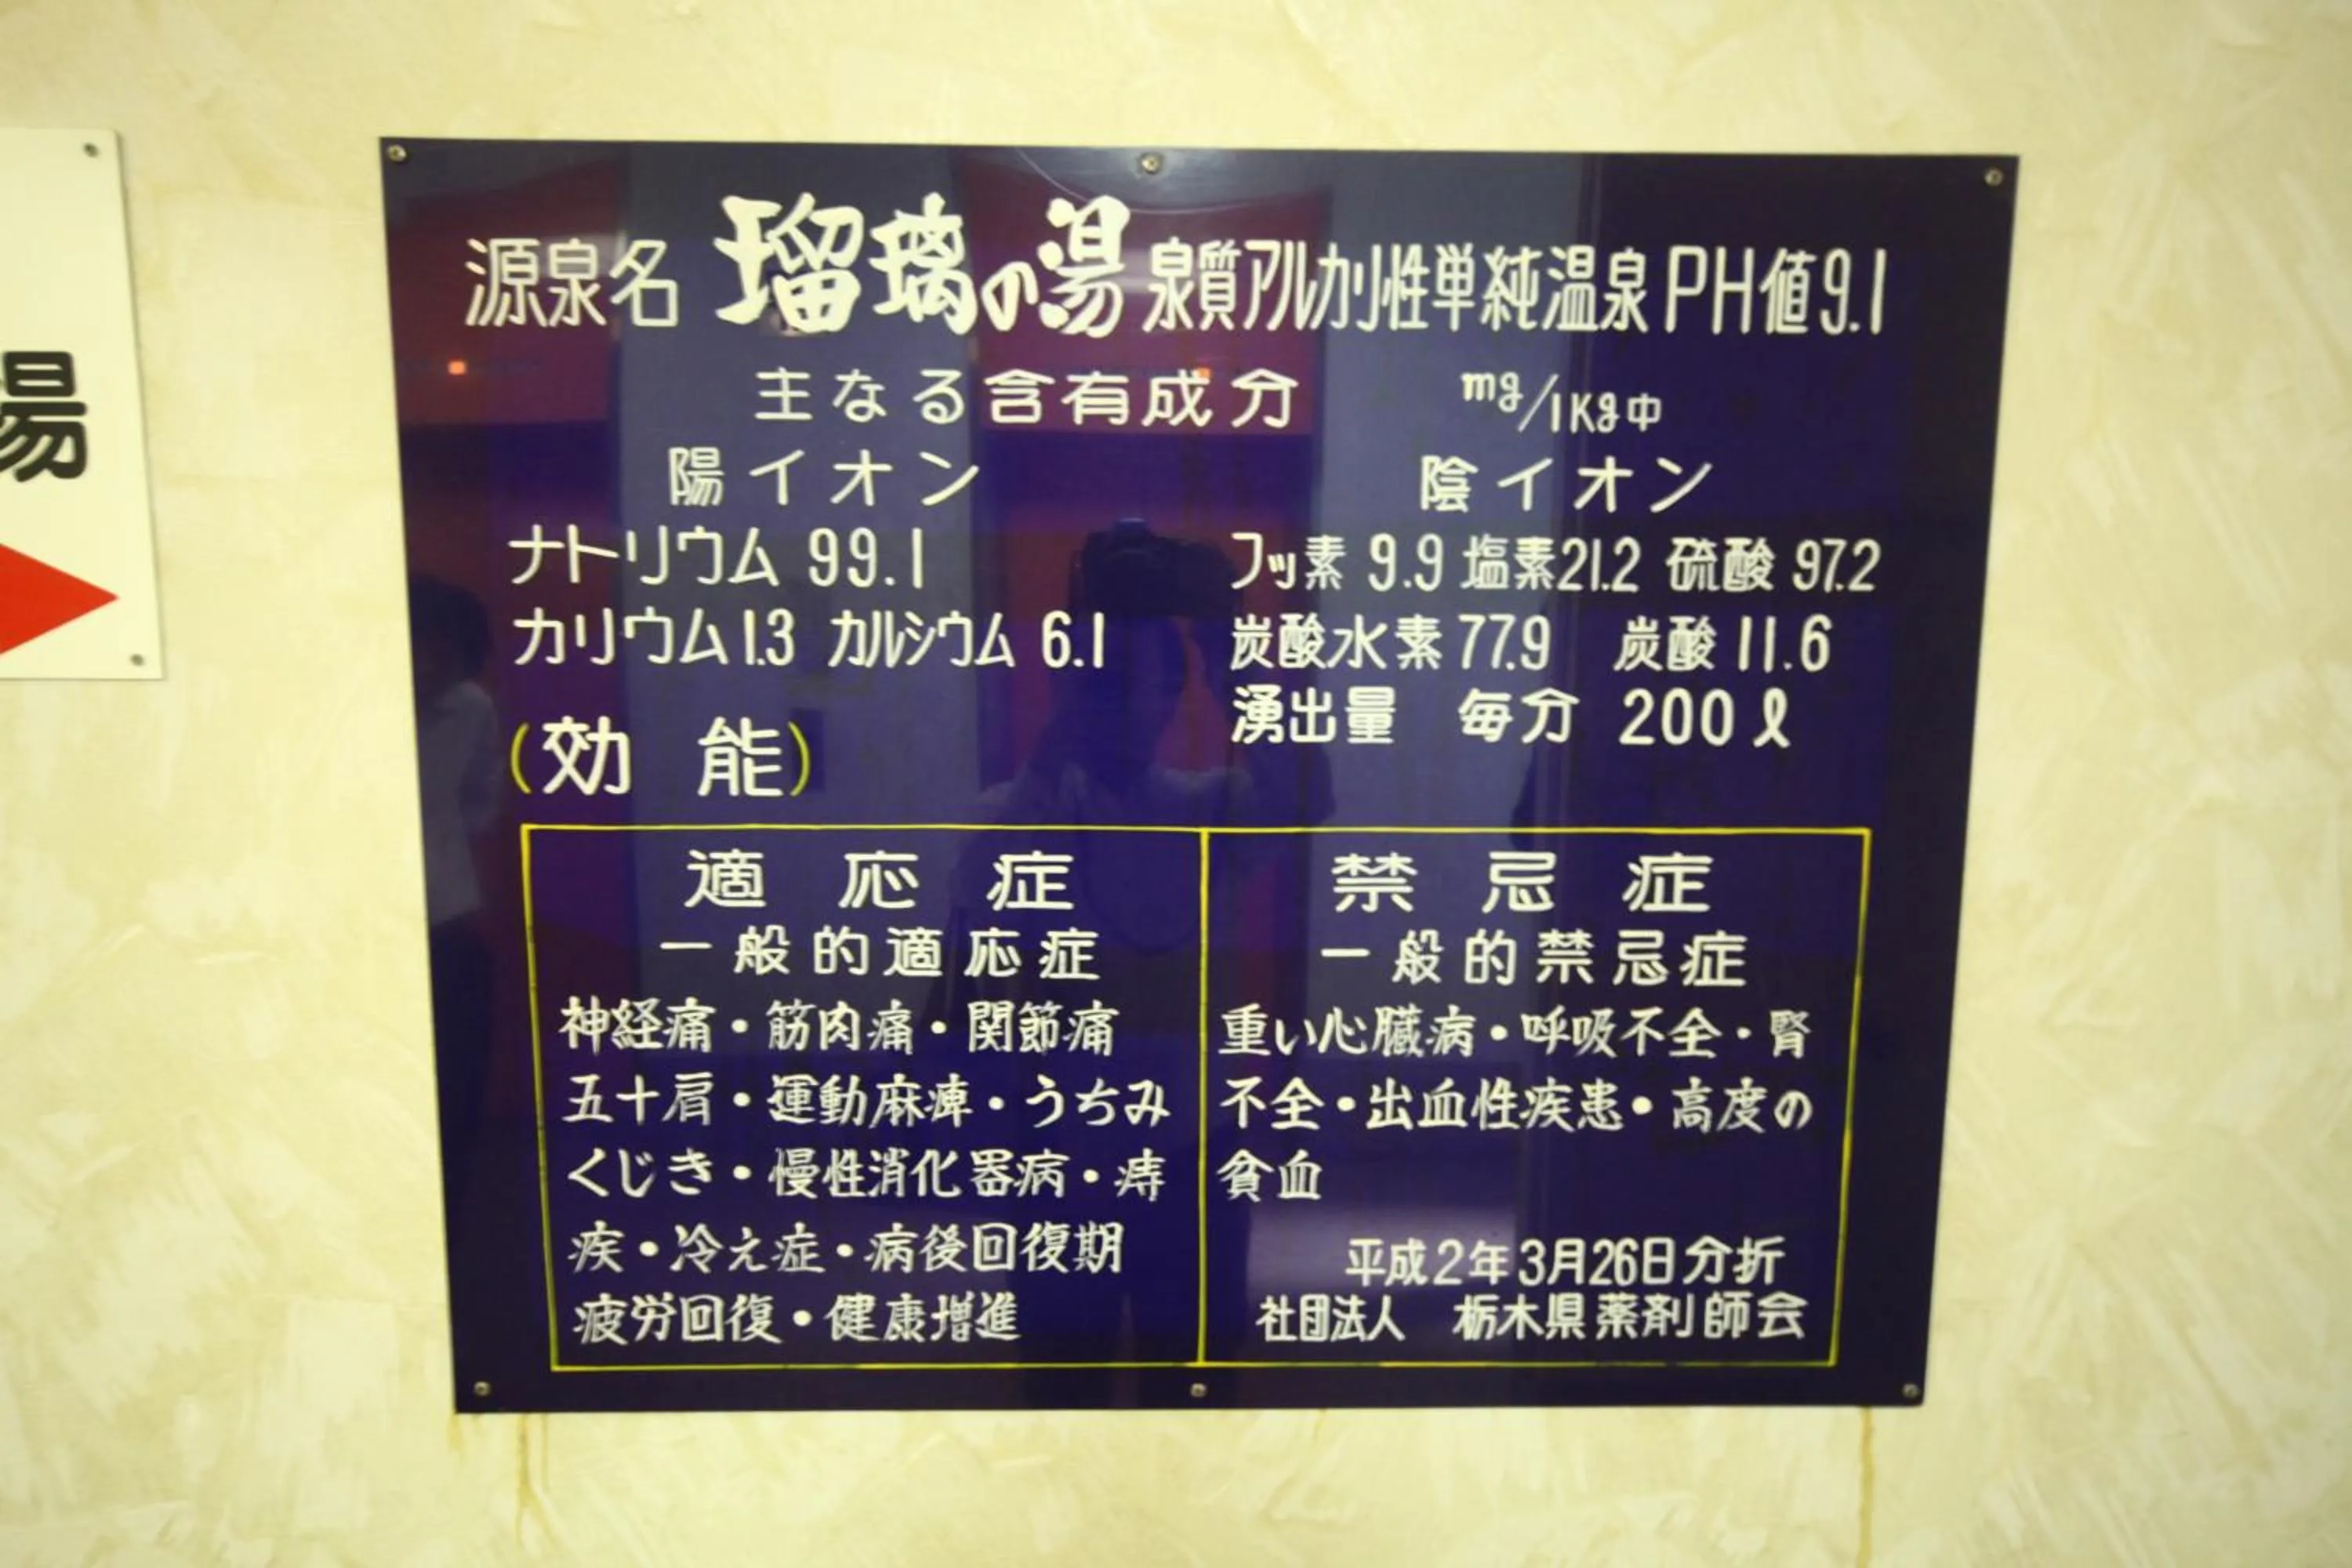 湯
源泉名 瑠璃の湯 泉質アルカリ性単純温泉 PH値9.1
主なる含有成分 mg/1Kg中
陽イオン
ナトリウム 99.1
カリウム 1.3 カルシウム 6.1
陰イオン
フッ素 9.9 塩素21.2 硫酸 97.2
炭酸水素 77.9 炭酸 11.6
湧出量 毎分 200ℓ
(効能)
適応症
一般的適応症
神経痛・筋肉痛・関節痛
五十肩・運動麻痺・うちみ
くじき・慢性消化器病・痔
疾・冷え症・病後回復期
疲労回復・健康増進
禁忌症
一般的禁忌症
重い心臓病・呼吸不全・腎
不全・出血性疾患・高度の
貧血
平成2年3月26日分折
社団法人 栃木県薬剤師会